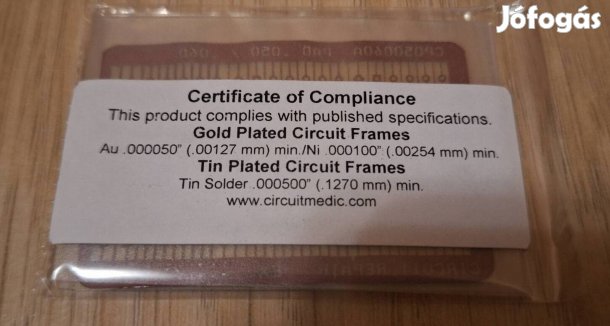 Jófogás
Certificate of Compliance
This product complies with published specifications.
Gold Plated Circuit Frames
Au .000050" (.00127 mm) min./Ni .000100" (.00254 mm) min.
Tin Plated Circuit Frames
Tin Solder .000500" (.1270 mm) min.
www.circuitmedic.com